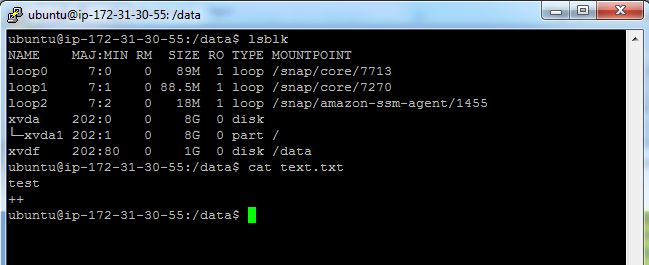 ubuntu@ip-172-31-30-55: /data
ubuntu@ip-172-31-30-55:/data$ lsblk
NAME    MAJ:MIN RM  SIZE RO TYPE MOUNTPOINT
loop0     7:0    0   89M  1 loop /snap/core/7713
loop1     7:1    0 88.5M  1 loop /snap/core/7270
loop2     7:2    0   18M  1 loop /snap/amazon-ssm-agent/1455
xvda    202:0    0    8G  0 disk
└─xvda1 202:1    0    8G  0 part /
xvdf    202:80   0    1G  0 disk /data
ubuntu@ip-172-31-30-55:/data$ cat text.txt
test
++
ubuntu@ip-172-31-30-55:/data$